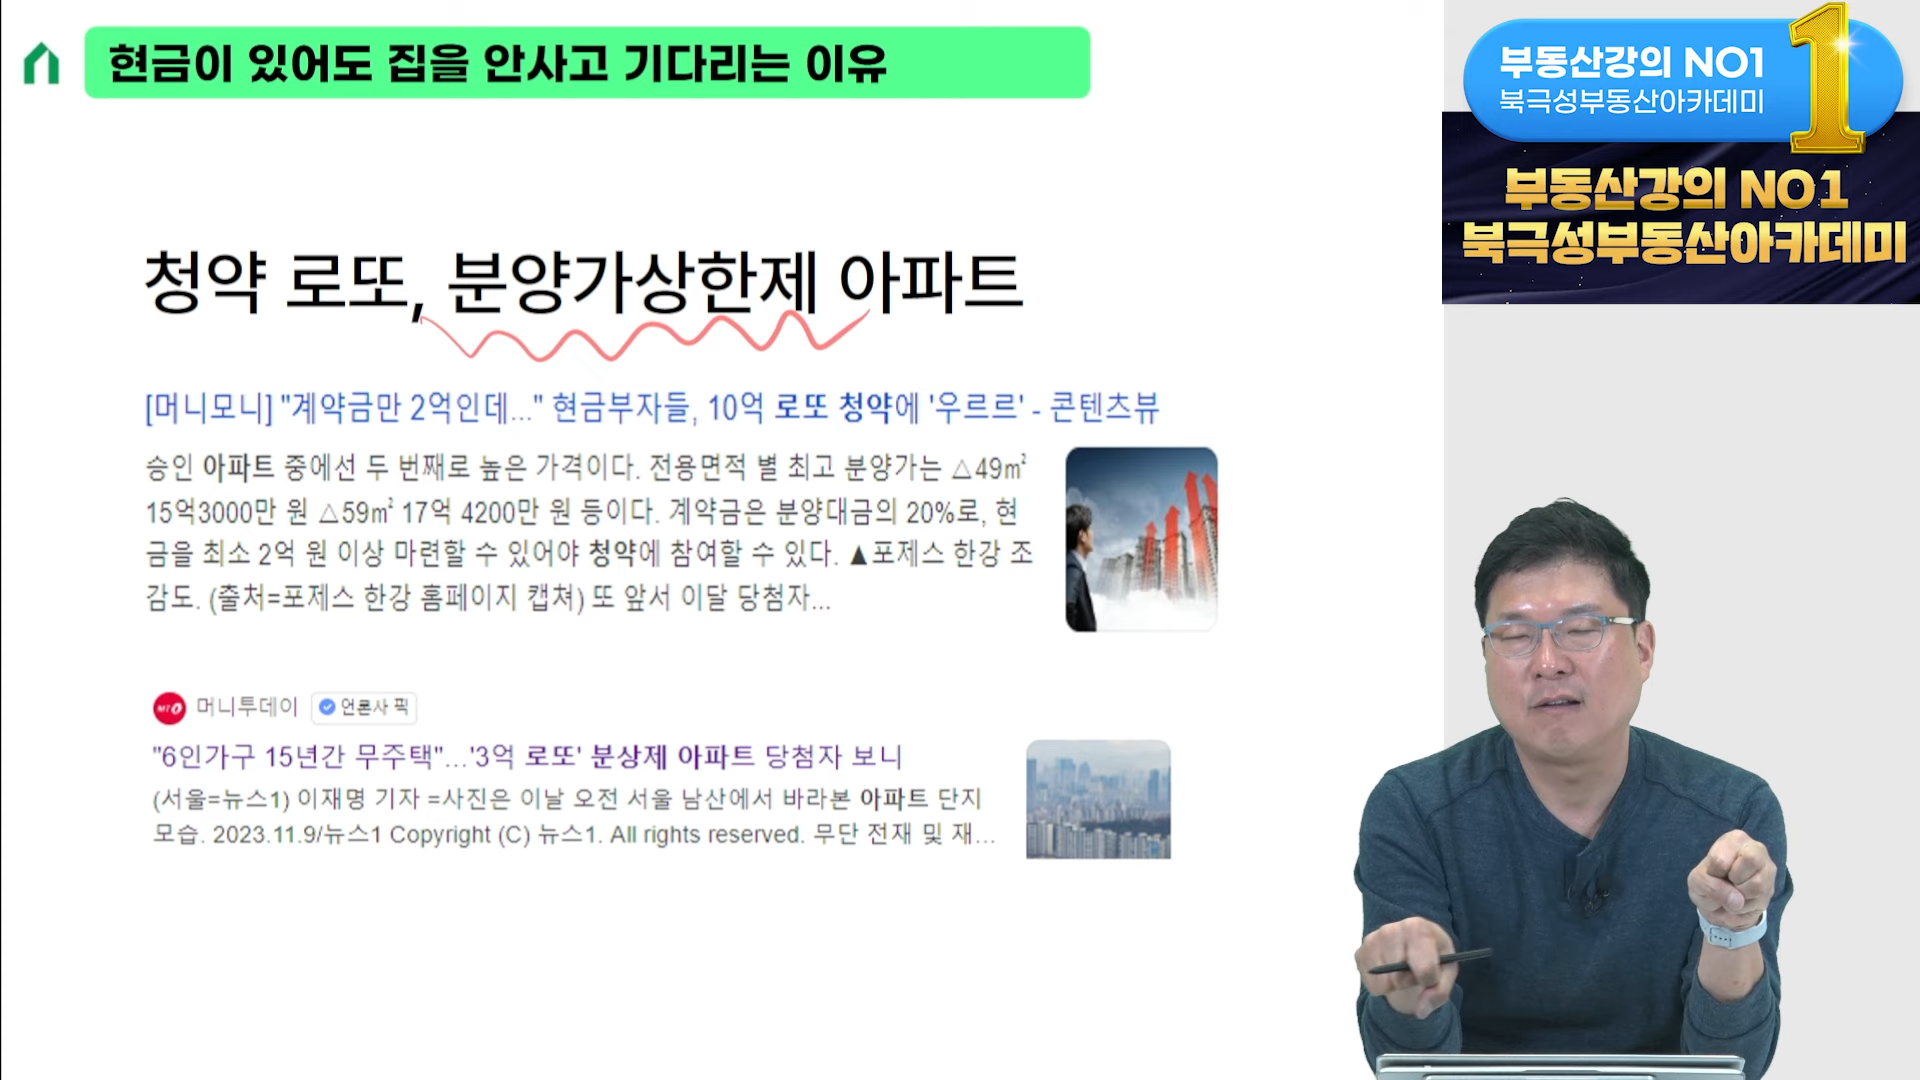 현금이 있어도 집을 안사고 기다리는 이유
부동산강의 NO1
북극성부동산아카데미
1
부동산강의 NO1
북극성부동산아카데미
청약 로또, 분양가상한제 아파트
[머니모니] "계약금만 2억인데..." 현금부자들, 10억 로또 청약에 '우르르' - 콘텐츠뷰
승인 아파트 중에선 두 번째로 높은 가격이다. 전용면적 별 최고 분양가는 △49㎡
15억3000만 원 △59㎡ 17억 4200만 원 등이다. 계약금은 분양대금의 20%로, 현
금을 최소 2억 원 이상 마련할 수 있어야 청약에 참여할 수 있다. ▲포제스 한강 조
감도. (출처=포제스 한강 홈페이지 캡쳐) 또 앞서 이달 당첨자...
머니투데이 언론사 픽
"6인가구 15년간 무주택"...'3억 로또' 분상제 아파트 당첨자 보니
(서울=뉴스1) 이재명 기자 =사진은 이날 오전 서울 남산에서 바라본 아파트 단지
모습. 2023.11.9/뉴스1 Copyright (C) 뉴스1. All rights reserved. 무단 전재 및 재...